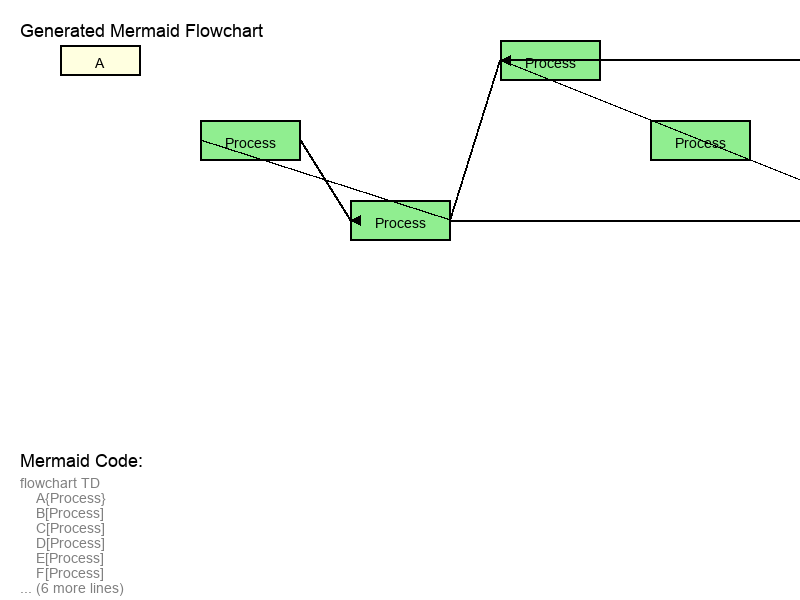 Generated Mermaid Flowchart
A
Process
Process
Process
Process
Mermaid Code:
flowchart TD
A{Process}
B[Process]
C[Process]
D[Process]
E[Process]
F[Process]
... (6 more lines)